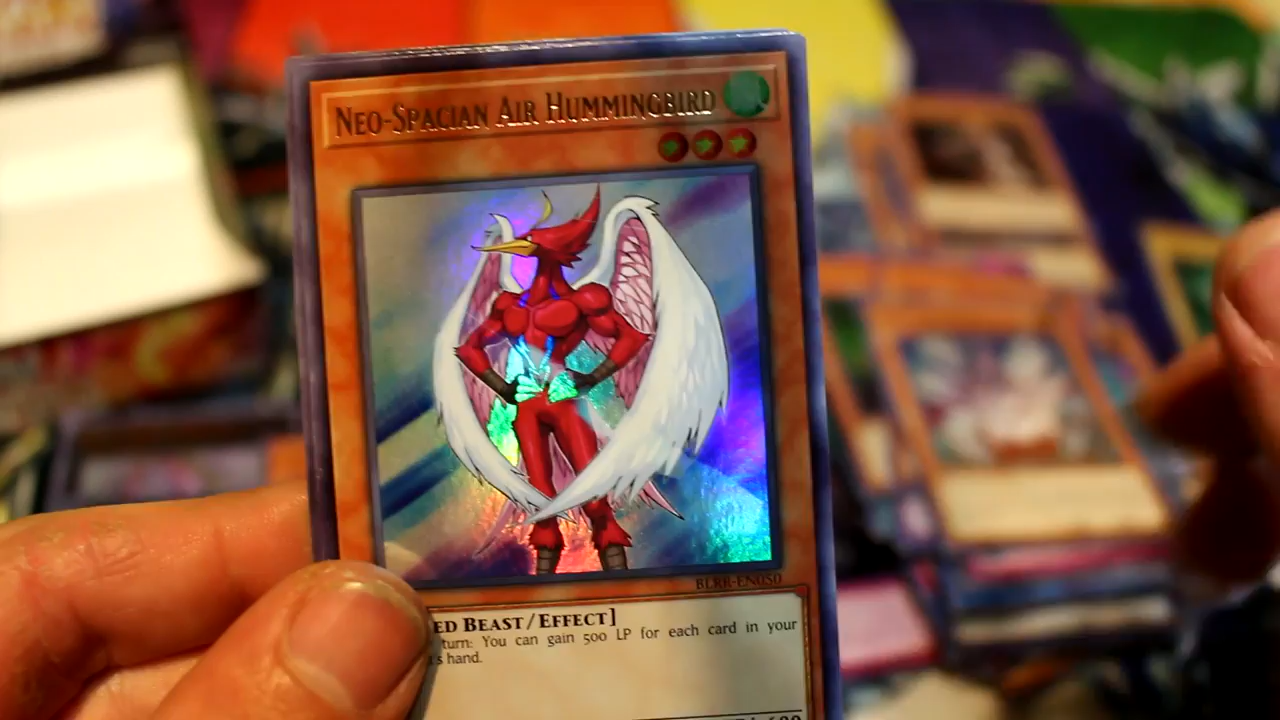 NEO-SPACIAN AIR HUMMINGBIRD
BLRR-EN050
ED BEAST/EFFECT]
turn: You can gain 500 LP for each card in your
s hand.